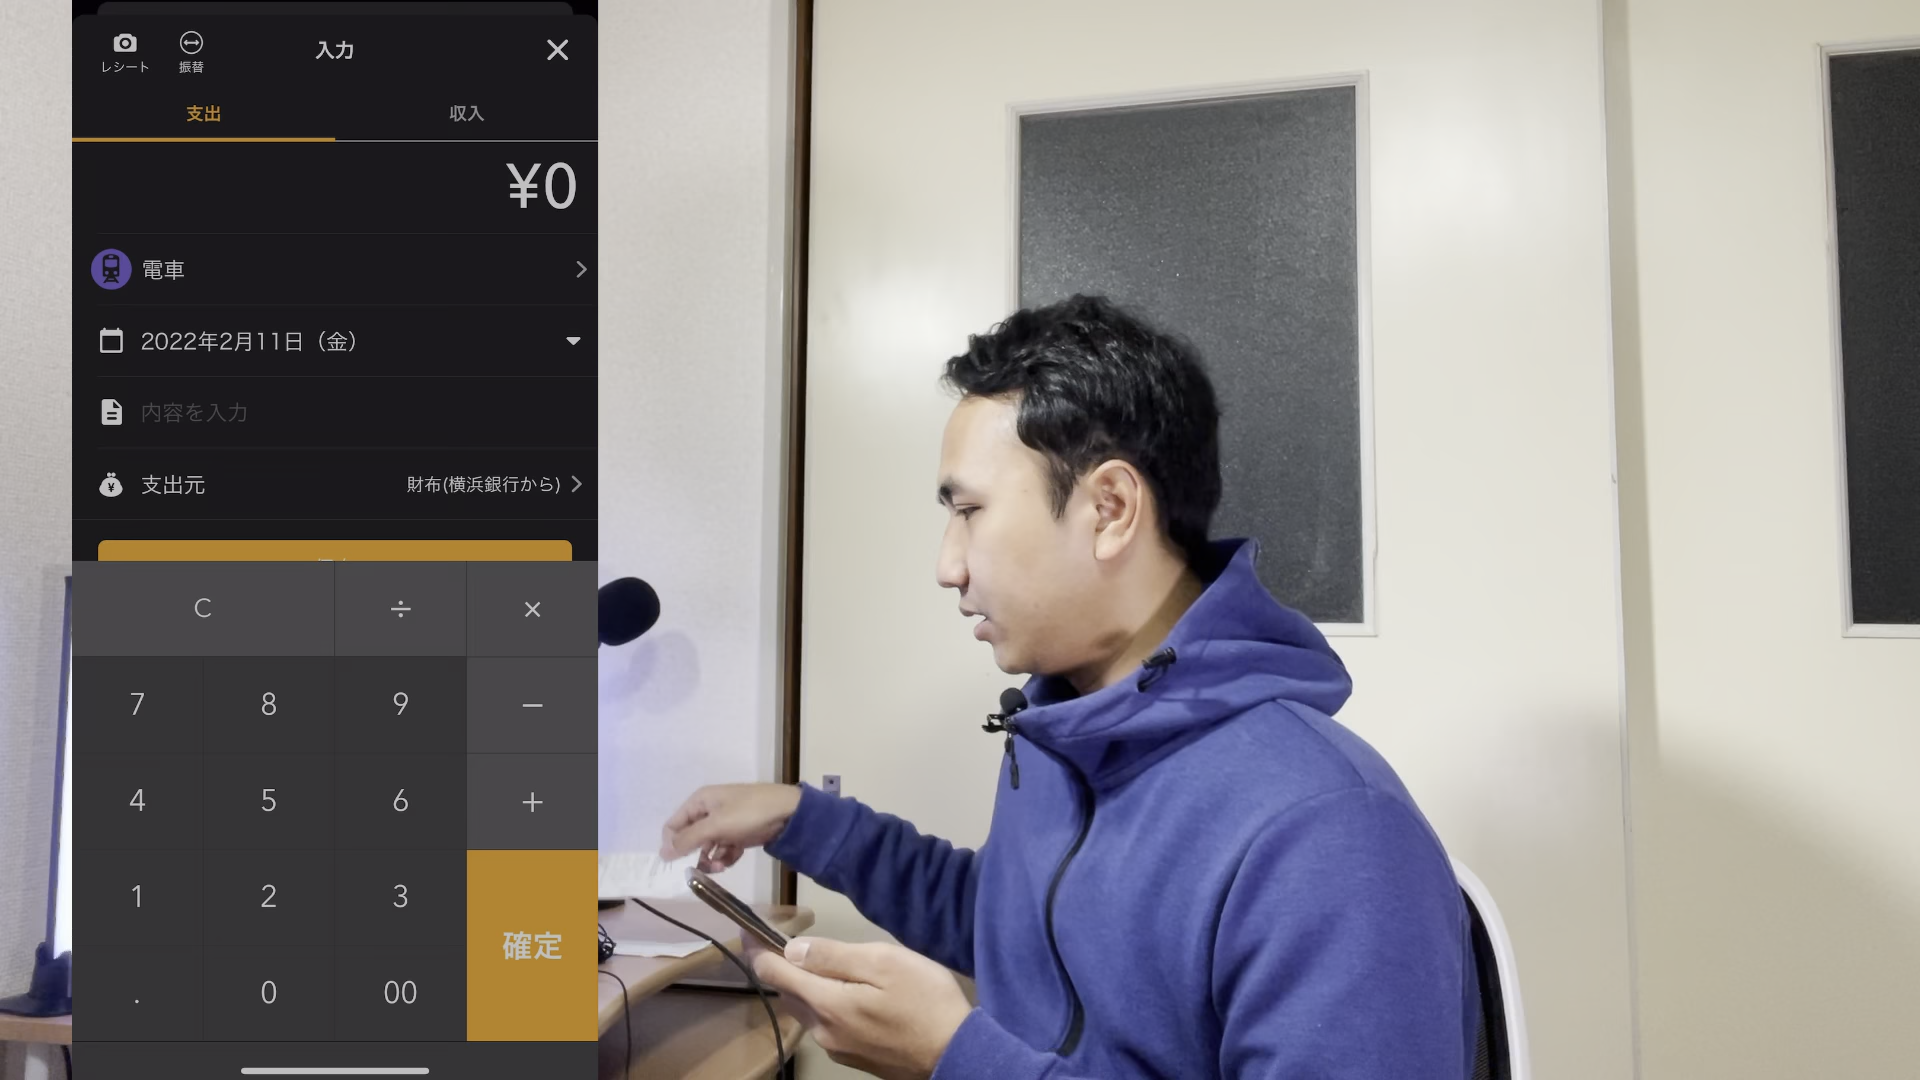 レシート
振替
入力
支出
収入
¥0
電車
2022年2月11日（金）
内容を入力
支出元
財布(横浜銀行から)
C ÷ ×
7 8 9 −
4 5 6 +
1 2 3
確定
. 0 00